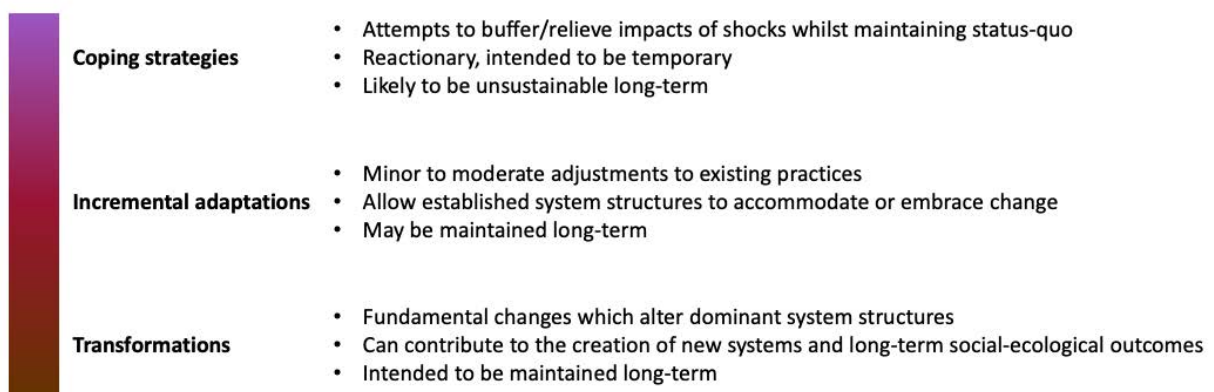 Coping strategies
• Attempts to buffer/relieve impacts of shocks whilst maintaining status-quo
• Reactionary, intended to be temporary
• Likely to be unsustainable long-term
Incremental adaptations
• Minor to moderate adjustments to existing practices
• Allow established system structures to accommodate or embrace change
• May be maintained long-term
Transformations
• Fundamental changes which alter dominant system structures
• Can contribute to the creation of new systems and long-term social-ecological outcomes
• Intended to be maintained long-term